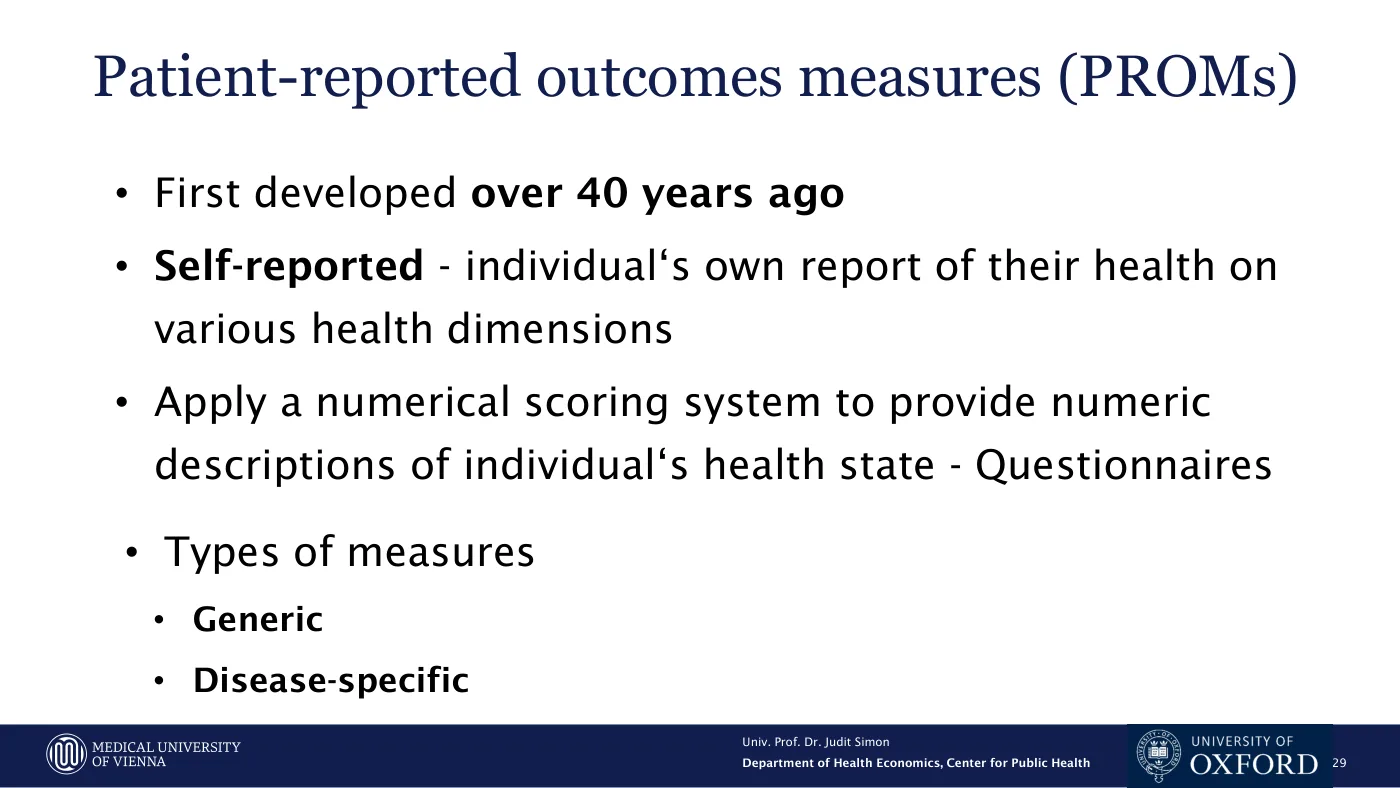 Patient-reported outcomes measures (PROMs)
• First developed over 40 years ago
• Self-reported - individual‘s own report of their health on
various health dimensions
• Apply a numerical scoring system to provide numeric
descriptions of individual‘s health state - Questionnaires
• Types of measures
• Generic
• Disease-specific
MEDICAL UNIVERSITY
OF VIENNA
Univ. Prof. Dr. Judit Simon
Department of Health Economics, Center for Public Health
UNIVERSITY OF
OXFORD
29